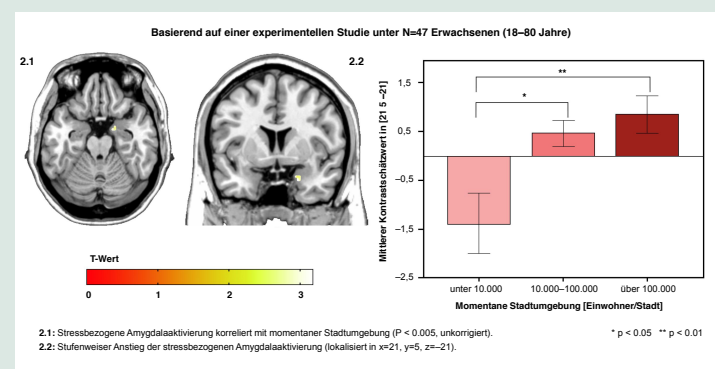 Basierend auf einer experimentellen Studie unter N=47 Erwachsenen (18–80 Jahre)
2.1
2.2
T-Wert
0 1 2 3
Mittlerer Kontrastschätzwert in [21 5 –21]
1,5
0,5
–0,5
–1,5
–2,5
*
**
unter 10.000 10.000–100.000 über 100.000
Momentane Stadtumgebung [Einwohner/Stadt]
2.1: Stressbezogene Amygdalaaktivierung korreliert mit momentaner Stadtumgebung (P < 0.005, unkorrigiert).
* p < 0.05 ** p < 0.01
2.2: Stufenweiser Anstieg der stressbezogenen Amygdalaaktivierung (lokalisiert in x=21, y=5, z=–21).